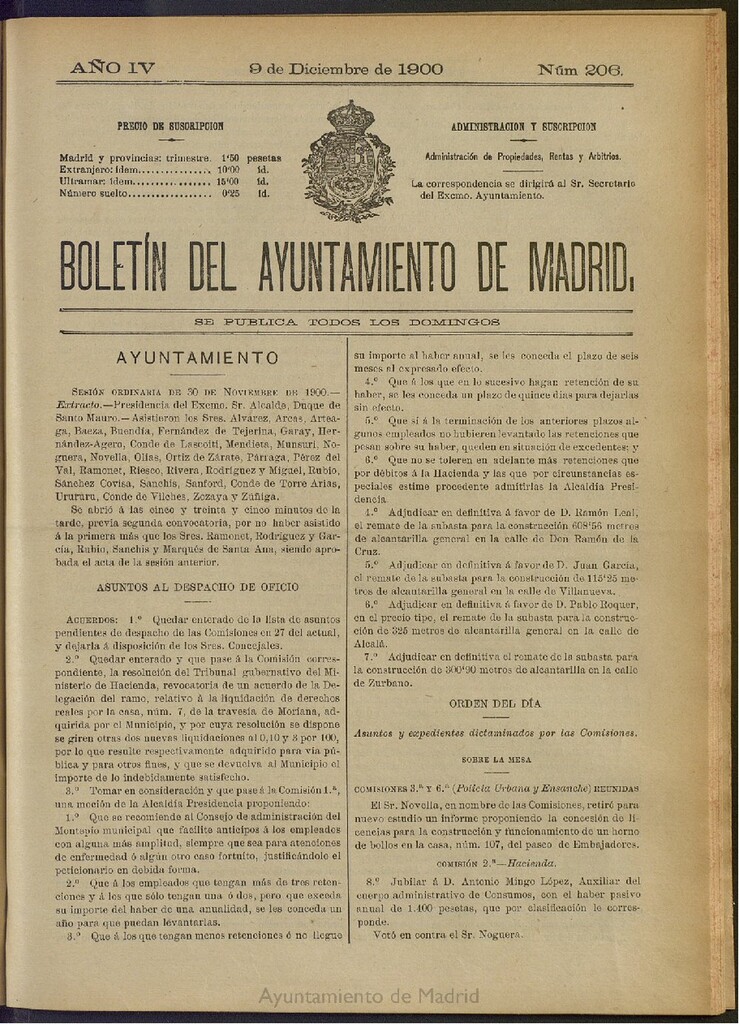 AÑO IV
9 de Diciembre de 1900
Núm 206.
PRECIO DE SUSCRIPCION
Madrid y provincias: trimestre. 1'50 pesetas
Extranjero: ídem.............. 10'00 íd.
Ultramar: ídem................ 15'00 íd.
Número suelto................. 0'25 íd.
ADMINISTRACION Y SUSCRIPCION
Administración de Propiedades, Rentas y Arbitrios.
La correspondencia se dirigirá al Sr. Secretario
del Excmo. Ayuntamiento.
BOLETÍN DEL AYUNTAMIENTO DE MADRID.
SE PUBLICA TODOS LOS DOMINGOS
AYUNTAMIENTO
SESIÓN ORDINARIA DE 30 DE NOVIEMBRE DE 1900.—
Extracto.—Presidencia del Excmo. Sr. Alcalde, Duque de
Santo Mauro.—Asistieron los Sres. Alvarez, Arcas, Artea-
ga, Baeza, Buendía, Fernández de Tejerina, Garay, Her-
nández-Agero, Conde de Lascoiti, Mendieta, Munsuri, No-
guera, Novella, Olías, Ortiz de Zárate, Párraga, Pérez del
Val, Ramonet, Riesco, Rivera, Rodríguez y Miguel, Rubio,
Sánchez Covisa, Sanchis, Sanford, Conde de Torre Arias,
Urururu, Conde de Vilches, Zozaya y Zúñiga.
Se abrió á las cinco y treinta y cinco minutos de la
tarde, previa segunda convocatoria, por no haber asistido
á la primera más que los Sres. Ramonet, Rodríguez y Gar-
cía, Rubio, Sanchis y Marqués de Santa Ana, siendo apro-
bada el acta de la sesión anterior.
ASUNTOS AL DESPACHO DE OFICIO
ACUERDOS: 1.º Quedar enterado de la lista de asuntos
pendientes de despacho de las Comisiones en 27 del actual,
y dejarla á disposición de los Sres. Concejales.
2.º Quedar enterado y que pase á la Comisión corres-
pondiente, la resolución del Tribunal gubernativo del Mi-
nisterio de Hacienda, revocatoria de un acuerdo de la De-
legación del ramo, relativo á la liquidación de derechos
reales por la casa, núm. 7, de la travesía de Moriana, ad-
quirida por el Municipio, y por cuya resolución se dispone
se giren otras dos nuevas liquidaciones al 0,10 y 3 por 100,
por lo que resulte respectivamente adquirido para vía pú-
blica y para otros fines, y que se devuelva al Municipio el
importe de lo indebidamente satisfecho.
3.º Tomar en consideración y que pase á la Comisión 1.ª,
una moción de la Alcaldía Presidencia proponiendo:
1.º Que se recomiende al Consejo de administración del
Montepío municipal que facilite anticipos á los empleados
con alguna más amplitud, siempre que sea para atenciones
de enfermedad ó algún otro caso fortuito, justificándolo el
peticionario en debida forma.
2.º Que á los empleados que tengan más de tres reten-
ciones y á los que sólo tengan una ó dos, pero que exceda
su importe del haber de una anualidad, se les conceda un
año para que puedan levantarlas.
3.º Que á los que tengan menos retenciones ó no llegue
su importe al haber anual, se les conceda el plazo de seis
meses al expresado efecto.
4.º Que á los que en lo sucesivo hagan retención de su
haber, se les conceda un plazo de quince días para dejarlas
sin efecto.
5.º Que si á la terminación de los anteriores plazos al-
gunos empleados no hubieren levantado las retenciones que
pesan sobre su haber, queden en situación de excedentes; y
6.º Que no se toleren en adelante más retenciones que
por débitos á la Hacienda y las que por circunstancias es-
peciales estime procedente admitirlas la Alcaldía Presi-
dencia.
4.º Adjudicar en definitiva á favor de D. Ramón Leal,
el remate de la subasta para la construcción 608'56 metros
de alcantarilla general en la calle de Don Ramón de la
Cruz.
5.º Adjudicar en definitiva á favor de D. Juan García,
el remate de la subasta para la construcción de 115'25 me-
tros de alcantarilla general en la calle de Villanueva.
6.º Adjudicar en definitiva á favor de D. Pablo Roquer,
en el precio tipo, el remate de la subasta para la construc-
ción de 325 metros de alcantarilla general en la calle de
Alcalá.
7.º Adjudicar en definitiva el remate de la subasta para
la construcción de 300'90 metros de alcantarilla en la calle
de Zurbano.
ORDEN DEL DÍA
Asuntos y expedientes dictaminados por las Comisiones.
SOBRE LA MESA
COMISIONES 3.ª Y 6.ª (Policía Urbana y Ensanche) REUNIDAS
El Sr. Novella, en nombre de las Comisiones, retiró para
nuevo estudio un informe proponiendo la concesión de li-
cencias para la construcción y funcionamiento de un horno
de bollos en la casa, núm. 107, del paseo de Embajadores.
COMISIÓN 2.ª—Hacienda.
8.º Jubilar á D. Antonio Mingo López, Auxiliar del
cuerpo administrativo de Consumos, con el haber pasivo
anual de 1.400 pesetas, que por clasificación le corres-
ponde.
Votó en contra el Sr. Noguera.
Ayuntamiento de Madrid